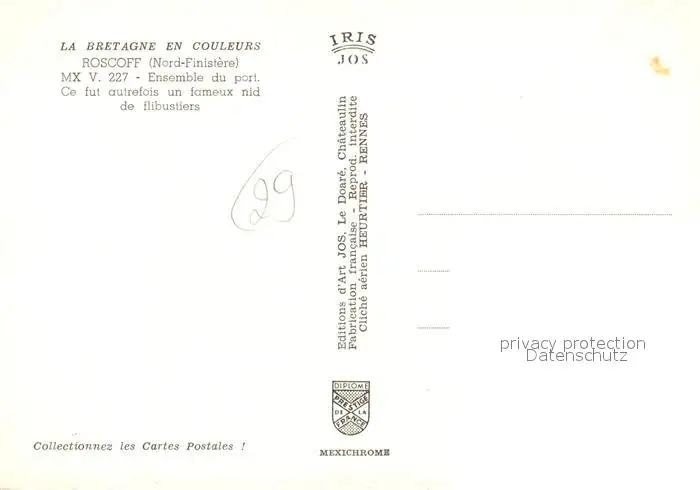 LA BRETAGNE EN COULEURS
ROSCOFF (Nord-Finistère)
MX V. 227 - Ensemble du port.
Ce fut autrefois un fameux nid
de flibustiers
29
Collectionnez les Cartes Postales !
IRIS
JOS
Editions d'Art JOS, Le Doaré, Châteaulin
Fabrication française - Reprod. interdite
Cliché aérien HEURTIER - RENNES
DIPLOME
PRESTIGE
DE LA
FRANCE
MEXICHROME
privacy protection
Datenschutz